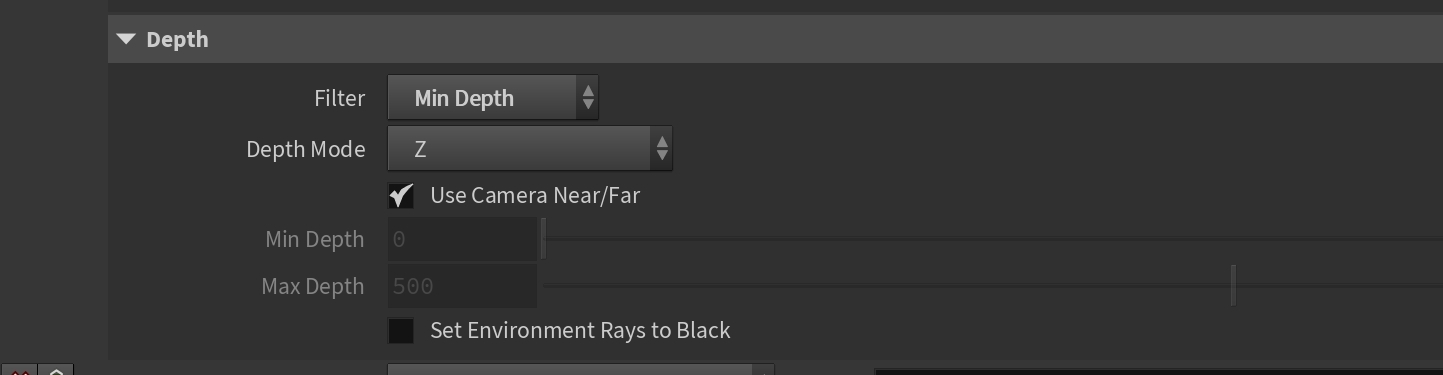 Depth
Filter Min Depth
Depth Mode Z
Use Camera Near/Far
Min Depth 0
Max Depth 500
Set Environment Rays to Black